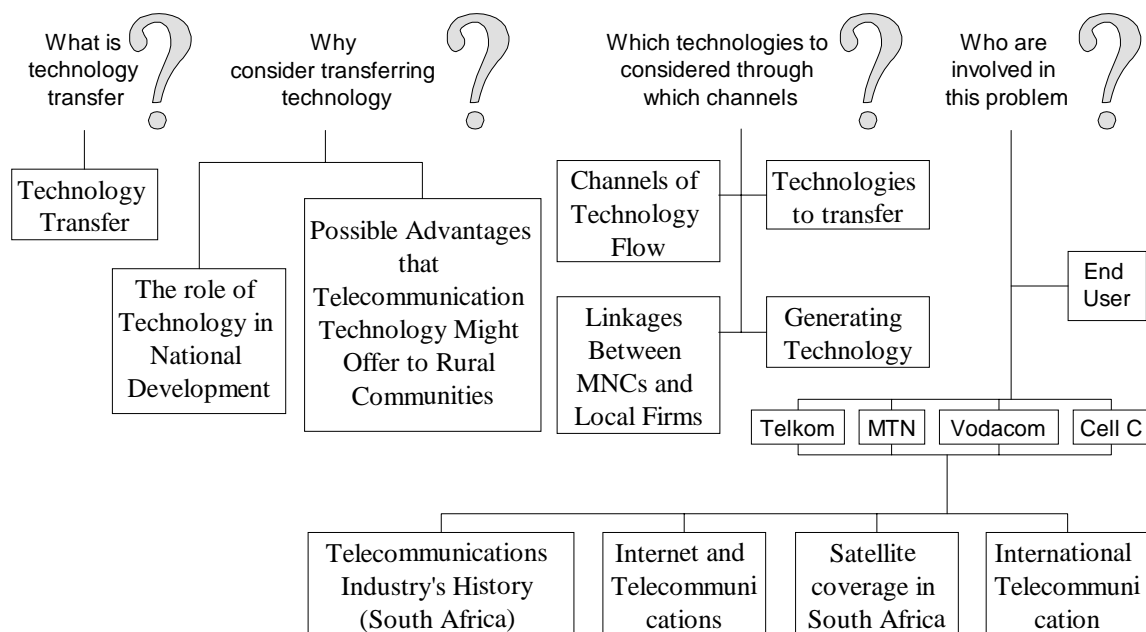 What is
technology
transfer
?
Why
consider transferring
technology
?
Which technologies to
considered through
which channels
?
Who are
involved in
this problem
?
Technology
Transfer
The role of
Technology in
National
Development
Possible Advantages
that
Telecommunication
Technology Might
Offer to Rural
Communities
Channels of
Technology
Flow
Technologies
to transfer
Linkages
Between
MNCs and
Local Firms
Generating
Technology
End
User
Telkom
MTN
Vodacom
Cell C
Telecommunications
Industry's History
(South Africa)
Internet and
Telecommuni
cations
Satellite
coverage in
South Africa
International
Telecommuni
cation